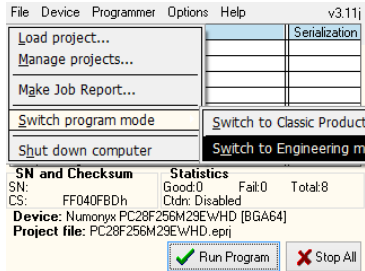 File Device Programmer Options Help v3.11j
Load project...
Serialization
Manage projects...
Make Job Report...
Switch program mode
Switch to Classic Product
Shut down computer
Switch to Engineering m
SN and Checksum
Statistics
SN:
Good:0 Fail:0 Total:8
CS: FF040FBDh
Ctdn: Disabled
Device: Numonyx PC28F256M29EWHD [BGA64]
Project file: PC28F256M29EWHD.eprj
Run Program
Stop All